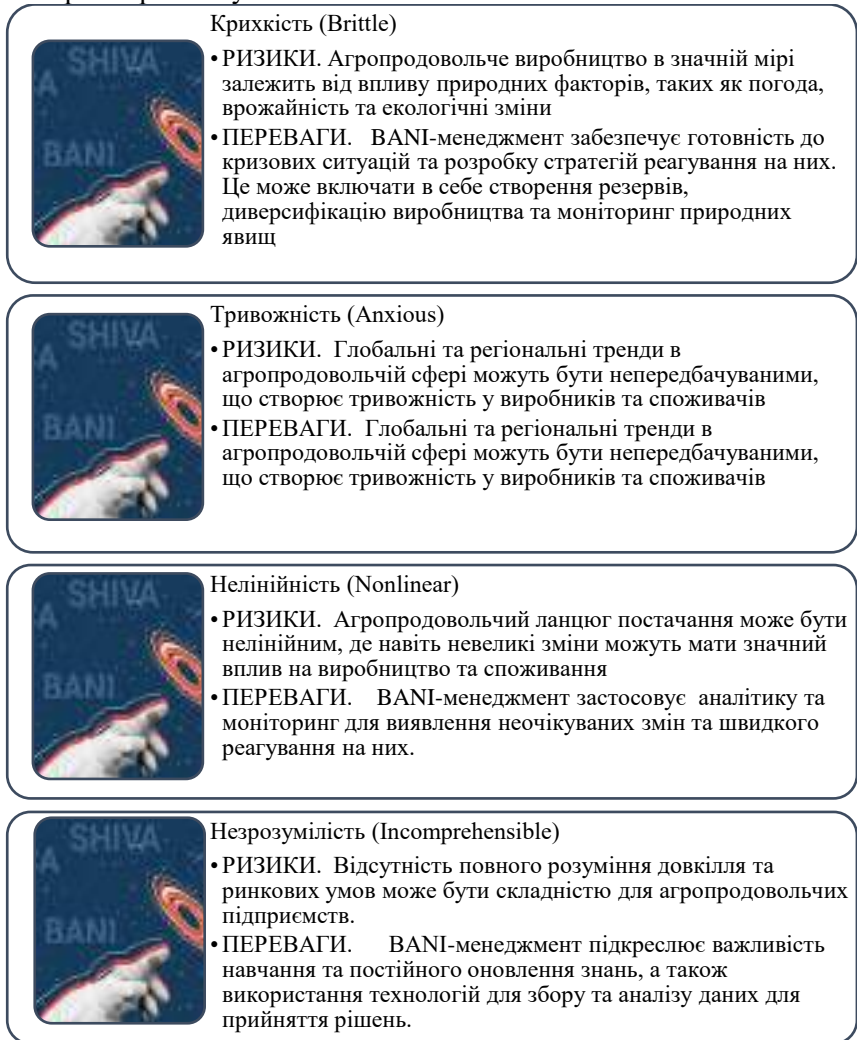 Крихкість (Brittle)
SHIVA
A
BANI
•РИЗИКИ. Агропродовольче виробництво в значній мірі
залежить від впливу природних факторів, таких як погода,
врожайність та екологічні зміни
•ПЕРЕВАГИ. BANI-менеджмент забезпечує готовність до
кризових ситуацій та розробку стратегій реагування на них.
Це може включати в себе створення резервів,
диверсифікацію виробництва та моніторинг природних
явищ
Тривожність (Anxious)
SHIVA
A
BANI
•РИЗИКИ. Глобальні та регіональні тренди в
агропродовольчій сфері можуть бути непередбачуваними,
що створює тривожність у виробників та споживачів
•ПЕРЕВАГИ. Глобальні та регіональні тренди в
агропродовольчій сфері можуть бути непередбачуваними,
що створює тривожність у виробників та споживачів
Нелінійність (Nonlinear)
SHIVA
A
BANI
•РИЗИКИ. Агропродовольчий ланцюг постачання може бути
нелінійним, де навіть невеликі зміни можуть мати значний
вплив на виробництво та споживання
•ПЕРЕВАГИ. BANI-менеджмент застосовує аналітику та
моніторинг для виявлення неочікуваних змін та швидкого
реагування на них.
Незрозумілість (Incomprehensible)
SHIVA
A
BANI
•РИЗИКИ. Відсутність повного розуміння довкілля та
ринкових умов може бути складністю для агропродовольчих
підприємств.
•ПЕРЕВАГИ. BANI-менеджмент підкреслює важливість
навчання та постійного оновлення знань, а також
використання технологій для збору та аналізу даних для
прийняття рішень.